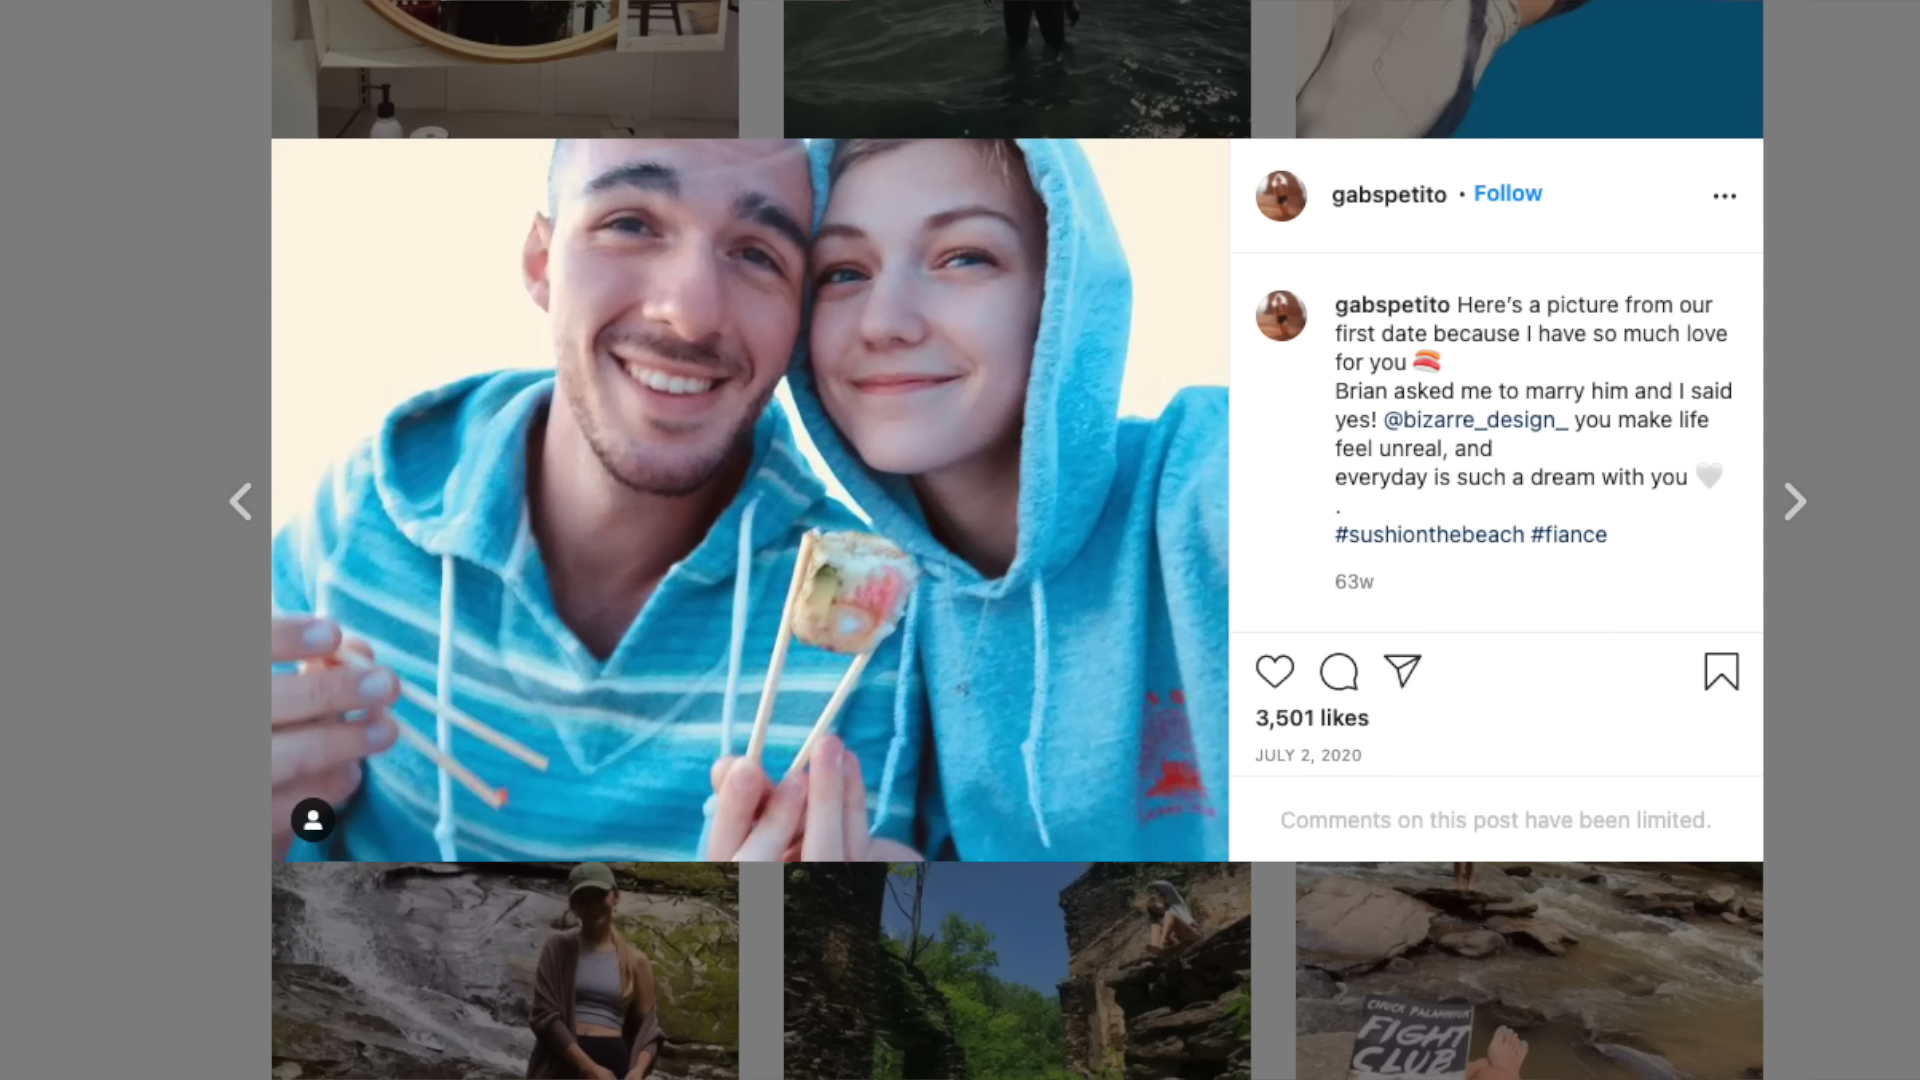 gabspetito • Follow
gabspetito Here’s a picture from our
first date because I have so much love
for you 🍣
Brian asked me to marry him and I said
yes! @bizarre_design_ you make life
feel unreal, and
everyday is such a dream with you 🤍
.
#sushionthebeach #fiance
63w
3,501 likes
JULY 2, 2020
Comments on this post have been limited.
CHUCK PALAHNIUK
FIGHT
CLUB